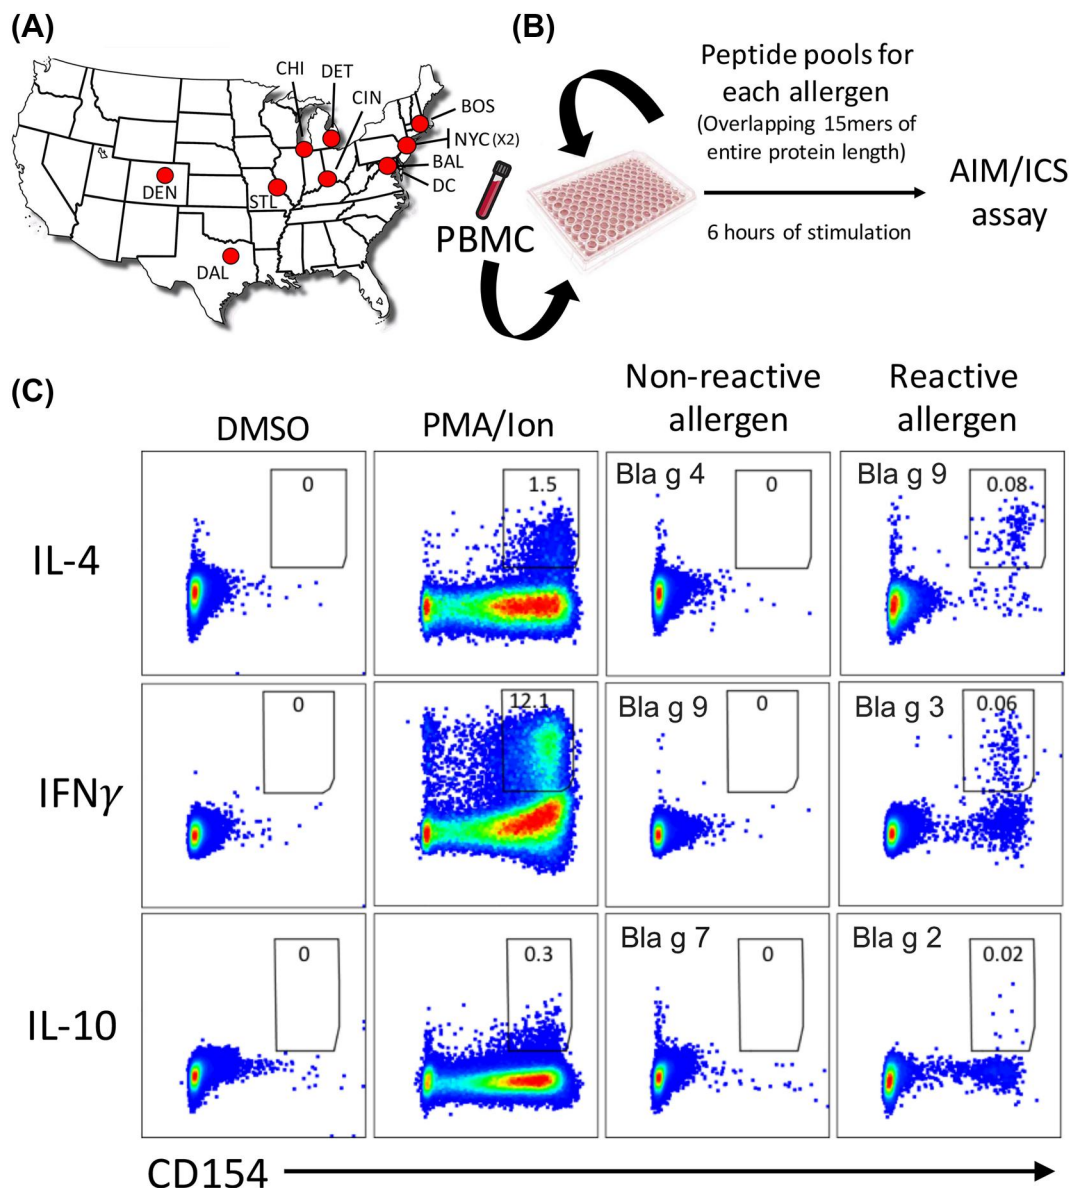 (A)
CHI
DET
CIN
BOS
NYC (X2)
BAL
DC
DEN
STL
DAL
(B)
PBMC
Peptide pools for
each allergen
(Overlapping 15mers of
entire protein length)
6 hours of stimulation
AIM/ICS
assay
(C)
DMSO
PMA/Ion
Non-reactive
allergen
Reactive
allergen
IL-4
0
1.5
Bla g 4
0
Bla g 9
0.08
IFNγ
0
12.1
Bla g 9
0
Bla g 3
0.06
IL-10
0
0.3
Bla g 7
0
Bla g 2
0.02
CD154